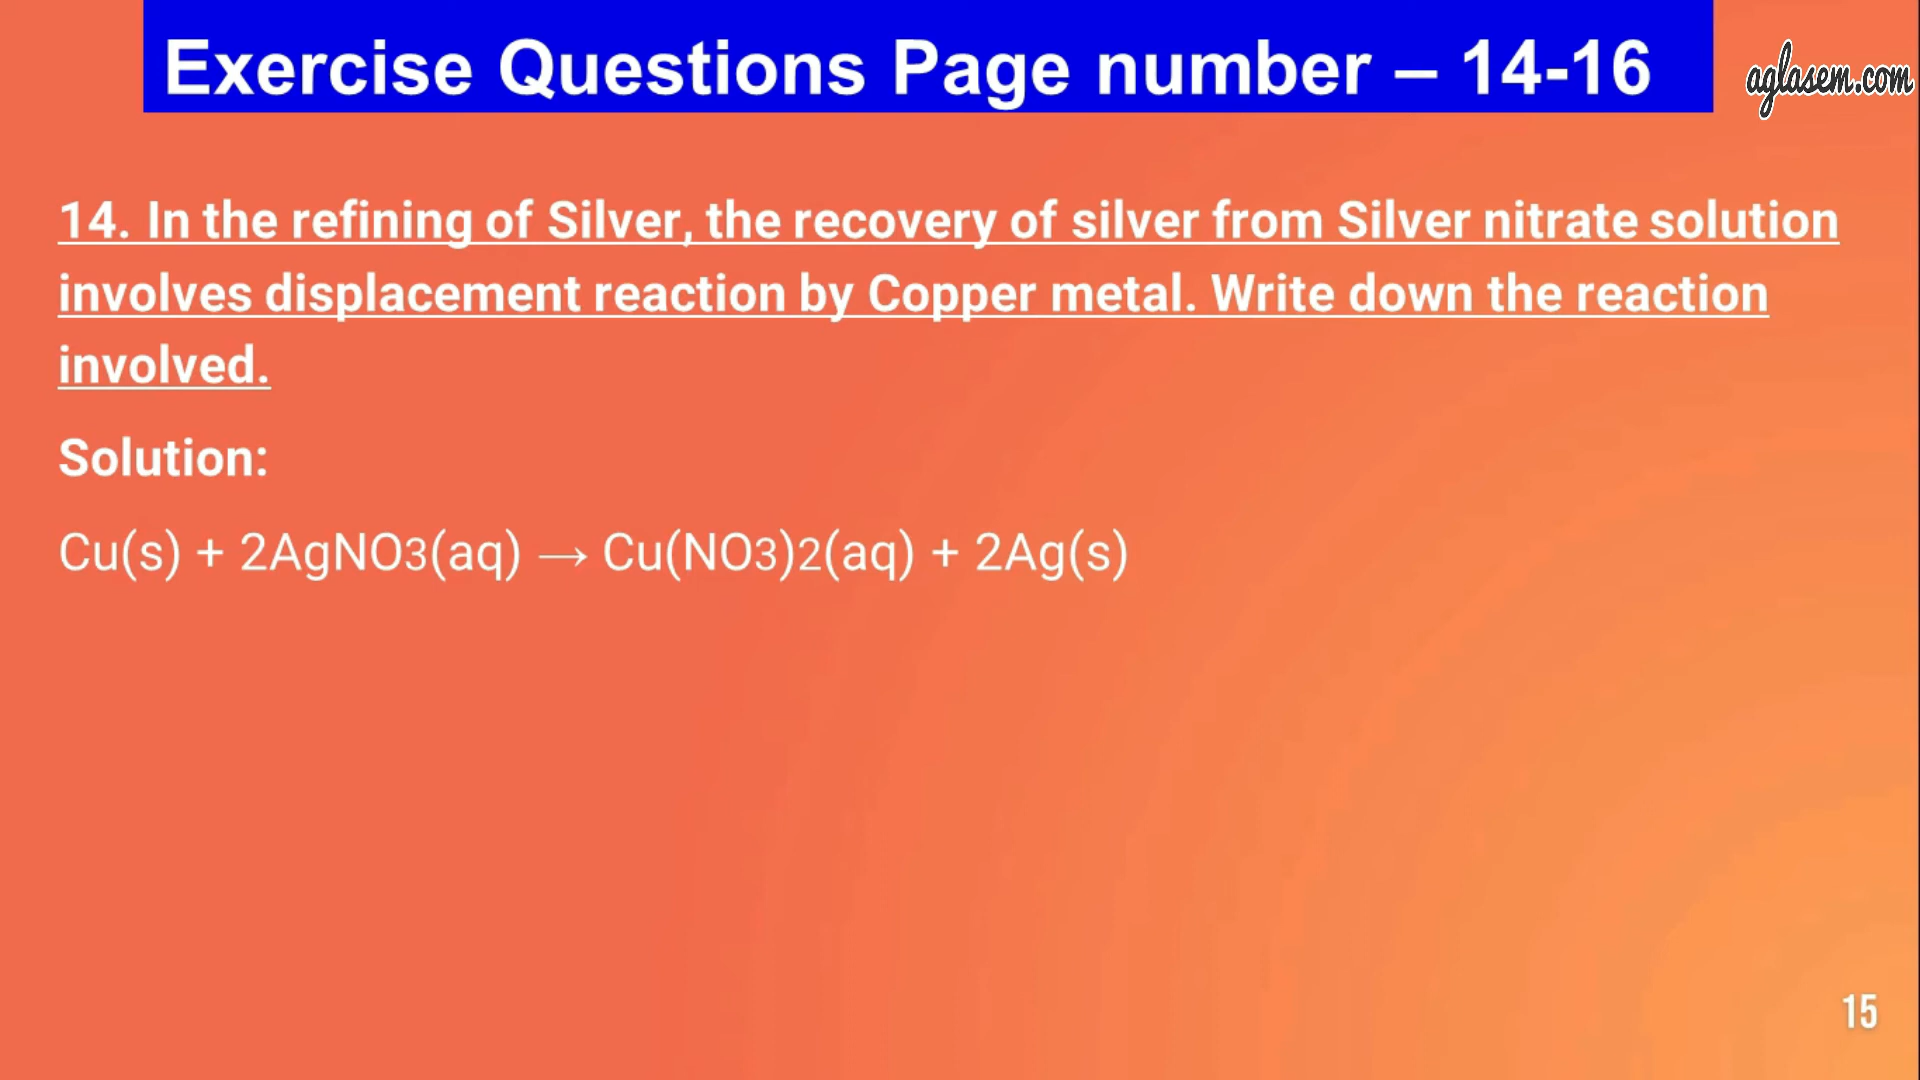 Exercise Questions Page number – 14-16
aglasem.com
14. In the refining of Silver, the recovery of silver from Silver nitrate solution
involves displacement reaction by Copper metal. Write down the reaction
involved.
Solution:
Cu(s) + 2AgNO3(aq) → Cu(NO3)2(aq) + 2Ag(s)
15